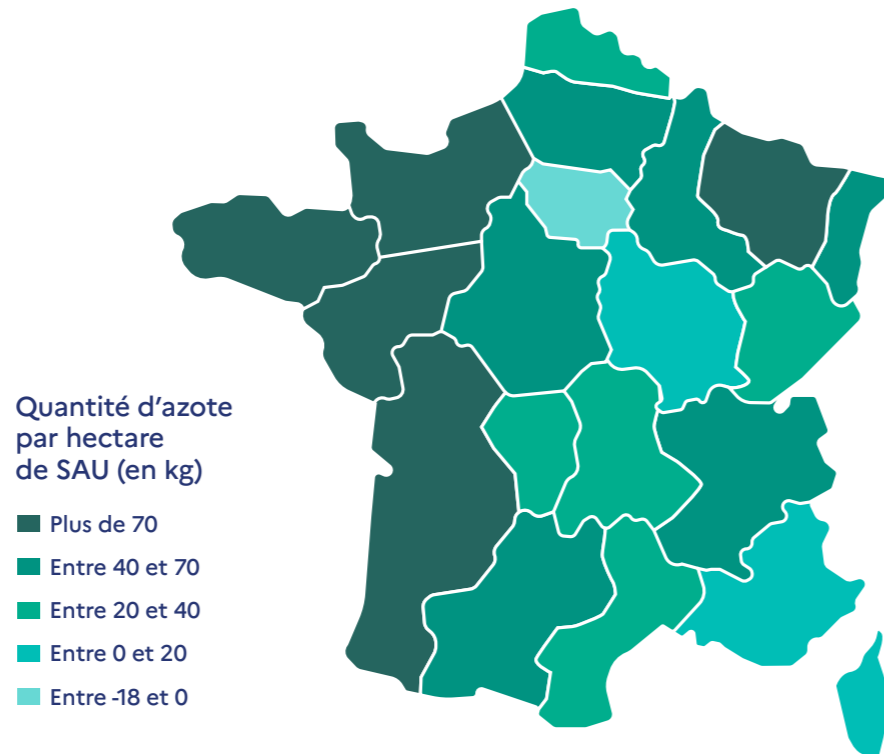 Quantité d’azote
par hectare
de SAU (en kg)
Plus de 70
Entre 40 et 70
Entre 20 et 40
Entre 0 et 20
Entre -18 et 0